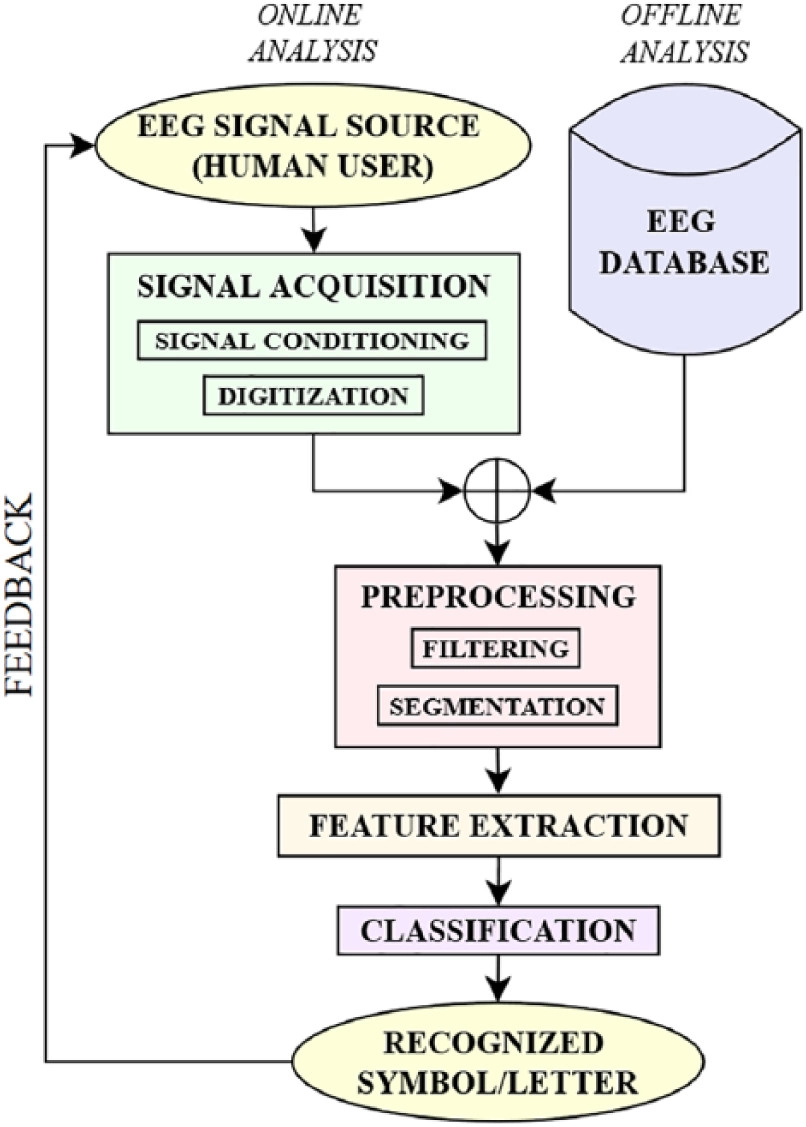 ONLINE
ANALYSIS
OFFLINE
ANALYSIS
EEG SIGNAL SOURCE
(HUMAN USER)
EEG
DATABASE
SIGNAL ACQUISITION
SIGNAL CONDITIONING
DIGITIZATION
FEEDBACK
PREPROCESSING
FILTERING
SEGMENTATION
FEATURE EXTRACTION
CLASSIFICATION
RECOGNIZED
SYMBOL/LETTER